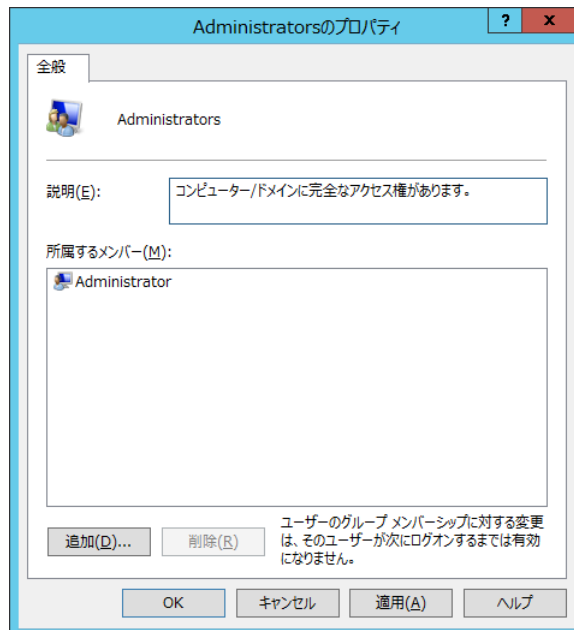 Administratorsのプロパティ
?
x
全般
Administrators
説明(E):
コンピューター/ドメインに完全なアクセス権があります。
所属するメンバー(M):
Administrator
追加(D)...
削除(R)
ユーザーのグループ メンバーシップに対する変更
は、そのユーザーが次にログオンするまでは有効
になりません。
OK
キャンセル
適用(A)
ヘルプ